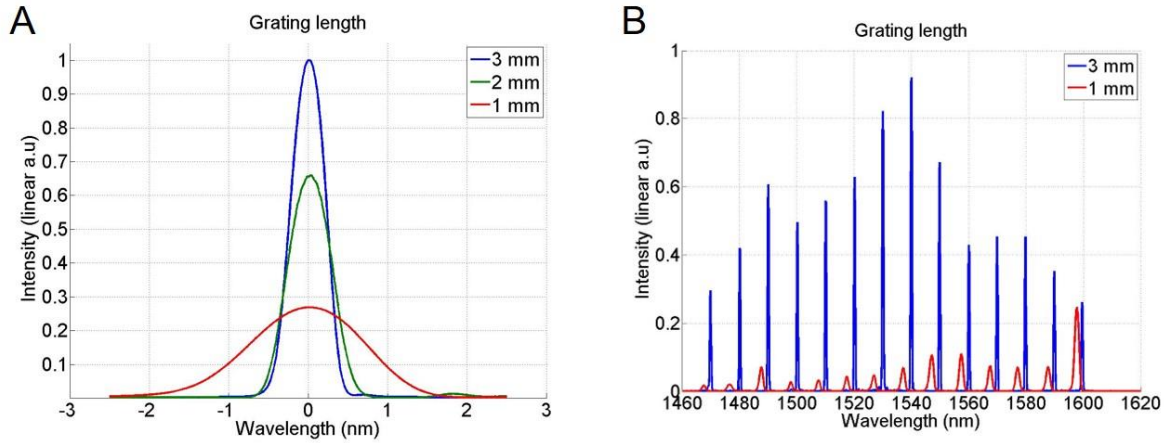 A
Grating length
3 mm
2 mm
1 mm
1
0.9
0.8
0.7
0.6
0.5
0.4
0.3
0.2
0.1
Intensity (linear a.u)
-3 -2 -1 0 1 2 3
Wavelength (nm)
B
Grating length
3 mm
1 mm
1
0.8
0.6
0.4
0.2
0
Intensity (linear a.u)
1460 1480 1500 1520 1540 1560 1580 1600 1620
Wavelength (nm)